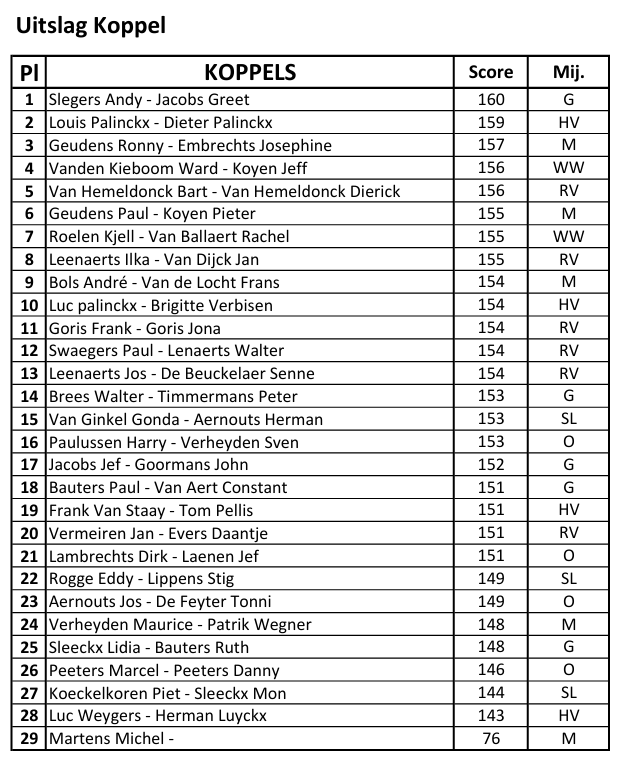 Uitslag Koppel
Pl KOPPELS Score Mij.
1 Slegers Andy - Jacobs Greet 160 G
2 Louis Palinckx - Dieter Palinckx 159 HV
3 Geudens Ronny - Embrechts Josephine 157 M
4 Vanden Kieboom Ward - Koyen Jeff 156 WW
5 Van Hemeldonck Bart - Van Hemeldonck Dierick 156 RV
6 Geudens Paul - Koyen Pieter 155 M
7 Roelen Kjell - Van Ballaert Rachel 155 WW
8 Leenaerts Ilka - Van Dijck Jan 155 RV
9 Bols André - Van de Locht Frans 154 M
10 Luc palinckx - Brigitte Verbisen 154 HV
11 Goris Frank - Goris Jona 154 RV
12 Swaegers Paul - Lenaerts Walter 154 RV
13 Leenaerts Jos - De Beuckelaer Senne 154 RV
14 Brees Walter - Timmermans Peter 153 G
15 Van Ginkel Gonda - Aernouts Herman 153 SL
16 Paulussen Harry - Verheyden Sven 153 O
17 Jacobs Jef - Goormans John 152 G
18 Bauters Paul - Van Aert Constant 151 G
19 Frank Van Staay - Tom Pellis 151 HV
20 Vermeiren Jan - Evers Daantje 151 RV
21 Lambrechts Dirk - Laenen Jef 151 O
22 Rogge Eddy - Lippens Stig 149 SL
23 Aernouts Jos - De Feyter Tonni 149 O
24 Verheyden Maurice - Patrik Wegner 148 M
25 Sleeckx Lidia - Bauters Ruth 148 G
26 Peeters Marcel - Peeters Danny 146 O
27 Koeckelkoren Piet - Sleeckx Mon 144 SL
28 Luc Weygers - Herman Luyckx 143 HV
29 Martens Michel - 76 M